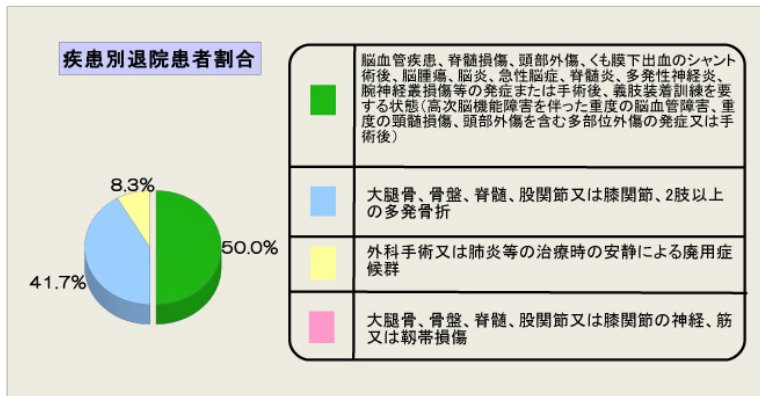 疾患別退院患者割合
8.3%
50.0%
41.7%
脳血管疾患、脊髄損傷、頭部外傷、くも膜下出血のシャント
術後、脳腫瘍、脳炎、急性脳症、脊髄炎、多発性神経炎、
腕神経叢損傷等の発症または手術後、義肢装着訓練を要
する状態(高次脳機能障害を伴った重度の脳血管障害、重
度の頸髄損傷、頭部外傷を含む多部位外傷の発症又は手
術後)
大腿骨、骨盤、脊髄、股関節又は膝関節、2肢以上
の多発骨折
外科手術又は肺炎等の治療時の安静による廃用症
候群
大腿骨、骨盤、脊髄、股関節又は膝関節の神経、筋
又は靱帯損傷